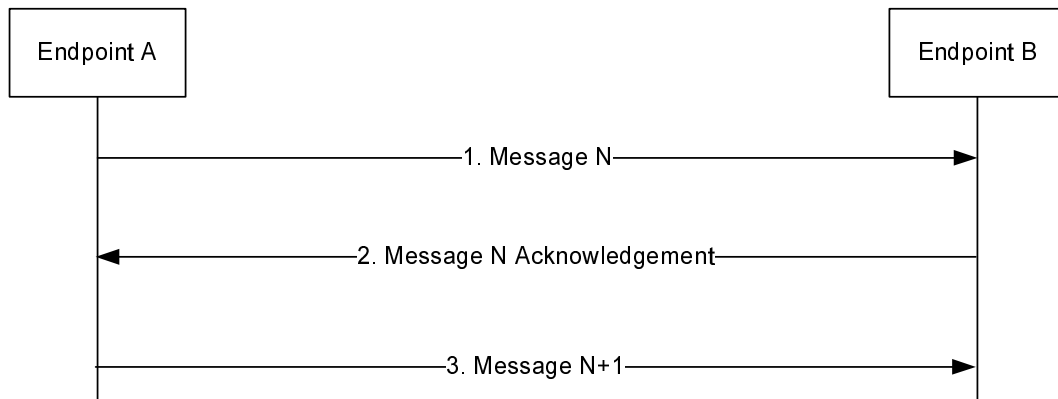 Endpoint A
Endpoint B
1. Message N
2. Message N Acknowledgement
3. Message N+1